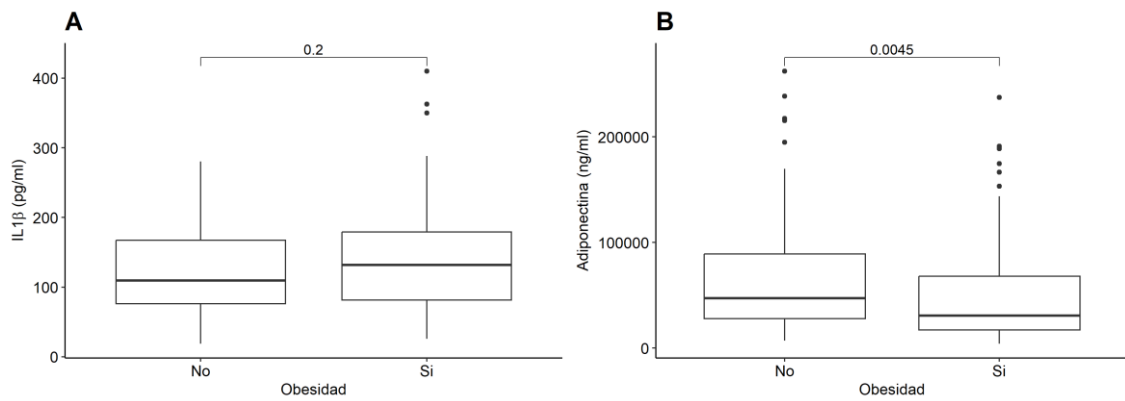 A
0.2
400
300
200
100
0
IL1β (pg/ml)
No
Si
Obesidad
B
0.0045
200000
100000
0
Adiponectina (ng/ml)
No
Si
Obesidad